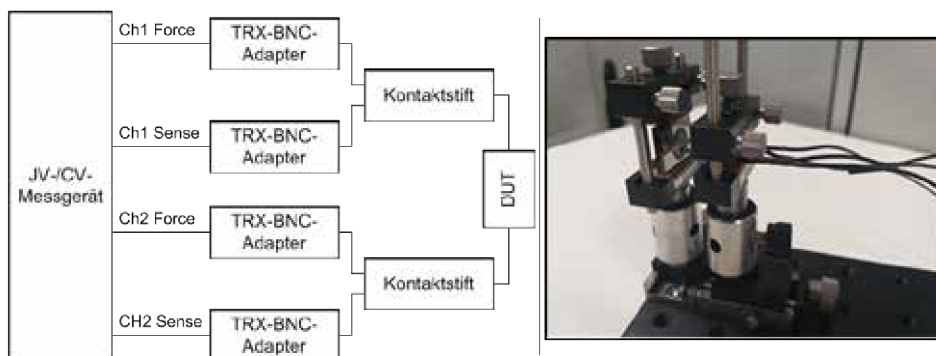 Ch1 Force
TRX-BNC-
Adapter
Kontaktstift
Ch1 Sense
TRX-BNC-
Adapter
JV-/CV-
Messgerät
DUT
Ch2 Force
TRX-BNC-
Adapter
Kontaktstift
CH2 Sense
TRX-BNC-
Adapter